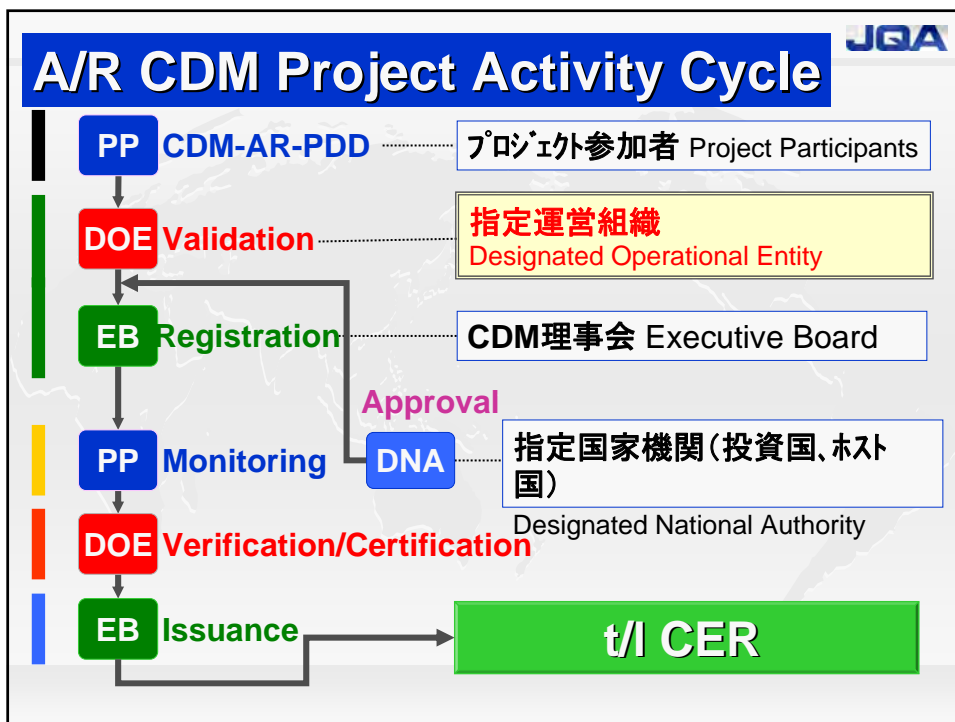 JQA
A/R CDM Project Activity Cycle
PP CDM-AR-PDD プロジェクト参加者 Project Participants
DOE Validation 指定運営組織
Designated Operational Entity
EB Registration CDM理事会 Executive Board
Approval
PP Monitoring DNA 指定国家機関（投資国、ホスト
国）
Designated National Authority
DOE Verification/Certification
EB Issuance t/l CER